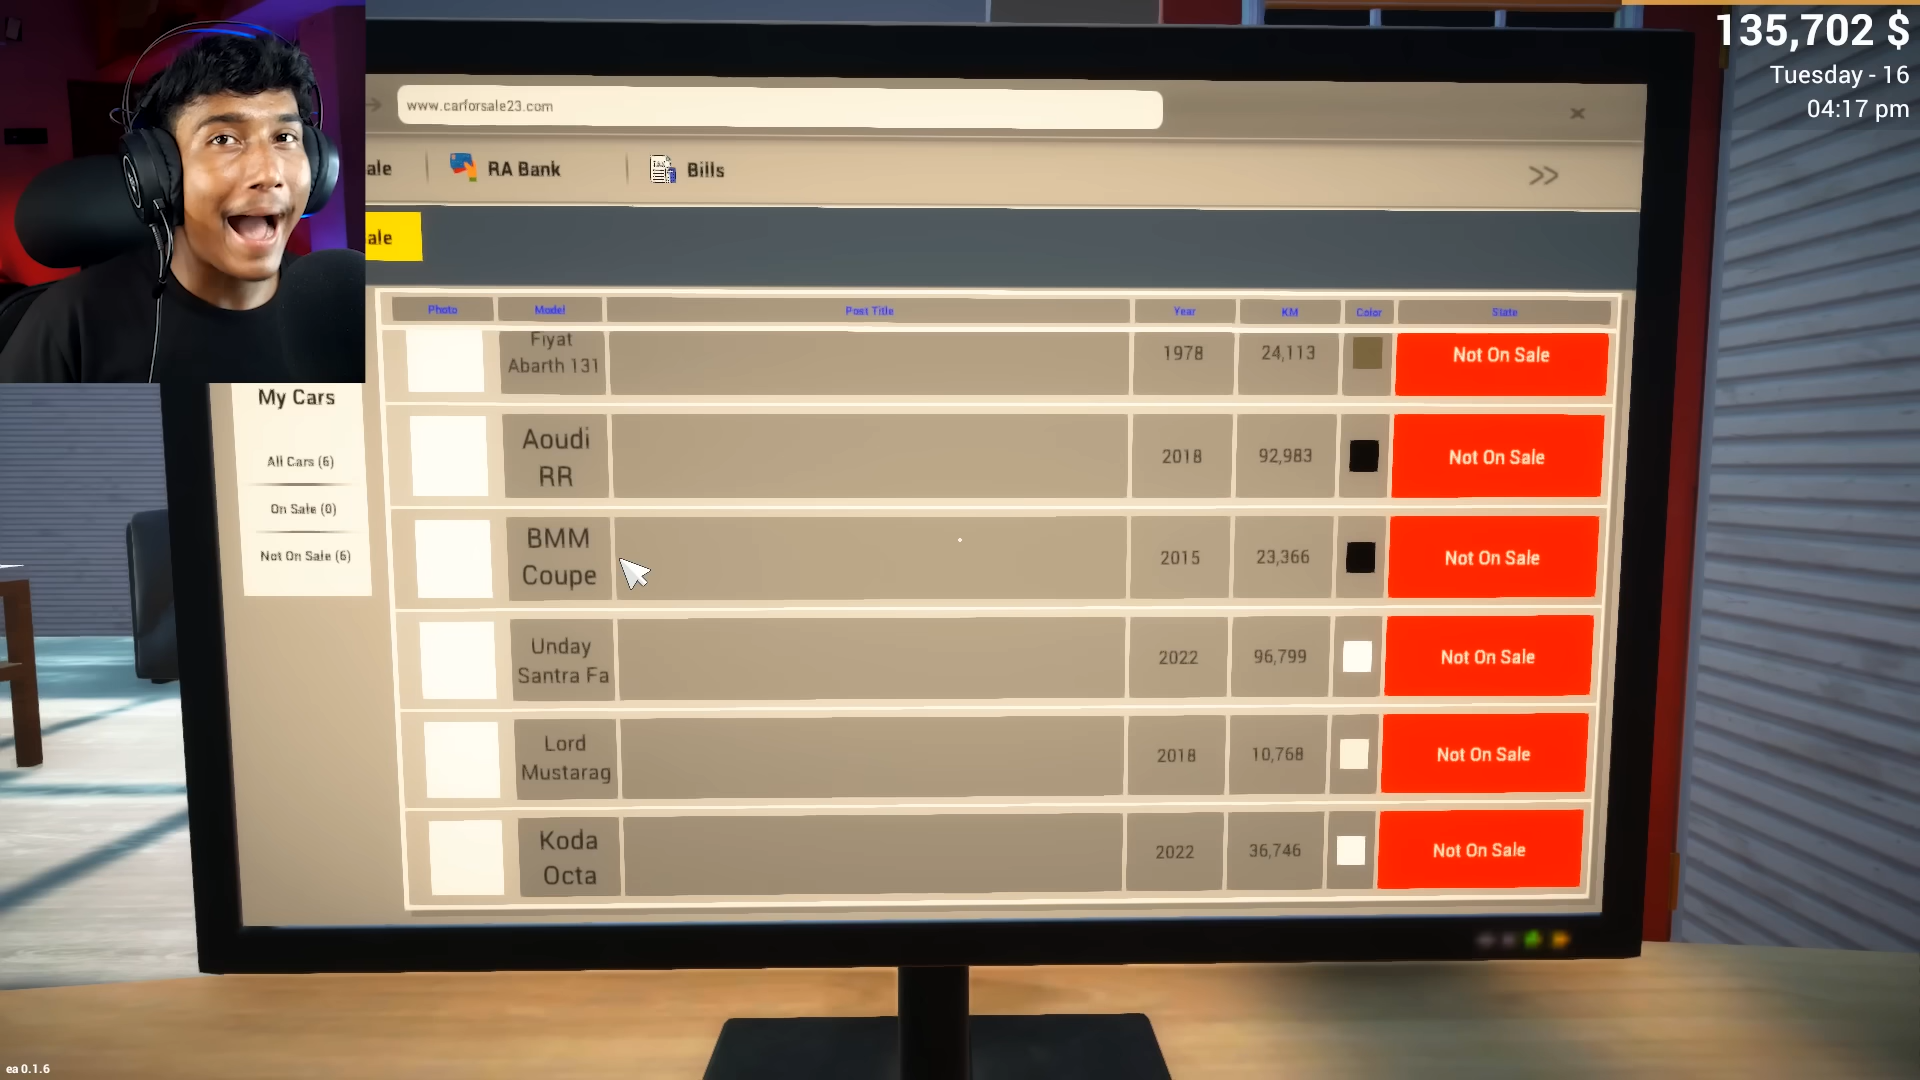 135,702 $
Tuesday - 16
04:17 pm
www.carforsale23.com
ale
RA Bank
Bills
ale
Photo Model Post Title Year KM Color State
My Cars
All Cars (6)
On Sale (0)
Not On Sale (6)
Fiyat
Abarth 131
1978 24,113 Not On Sale
Aoudi
RR
2018 92,983 Not On Sale
BMM
Coupe
2015 23,366 Not On Sale
Unday
Santra Fa
2022 96,799 Not On Sale
Lord
Mustarag
2018 10,768 Not On Sale
Koda
Octa
2022 36,746 Not On Sale
ea 0.1.6